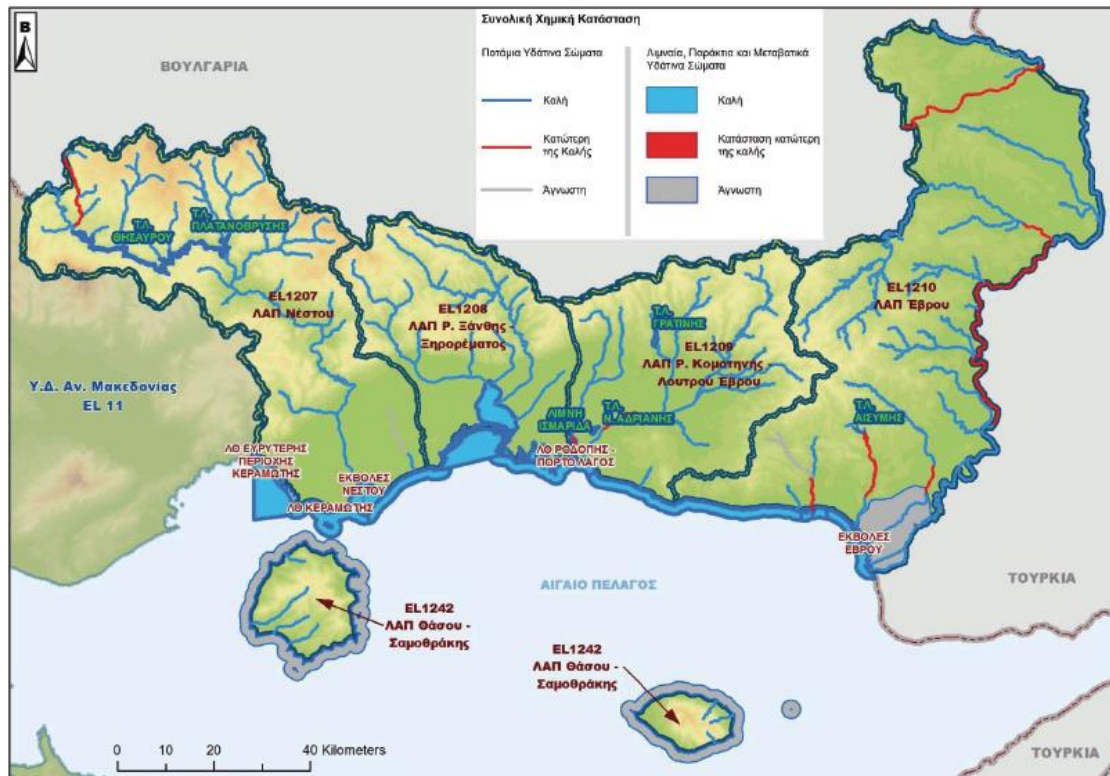 Β
ΒΟΥΛΓΑΡΙΑ
Συνολική Χημική Κατάσταση
Ποτάμια Υδάτινα Σώματα
Καλή
Κατώτερη
της Καλής
Άγνωστη
Λιμναία, Παράκτια και Μεταβατικά
Υδάτινα Σώματα
Καλή
Κατάσταση κατώτερη
της καλής
Άγνωστη
Τ.Λ.
ΘΗΣΑΥΡΟΥ
Τ.Λ.
ΠΛΑΤΑΝΟΒΡΥΣΗΣ
EL1207
ΛΑΠ Νέστου
EL1208
ΛΑΠ Ρ. Ξάνθης -
Ξηρορέματος
Τ.Λ.
ΓΡΑΤΙΝΗΣ
EL1209
ΛΑΠ Ρ. Κομοτηνής -
Λουτρού Έβρου
EL1210
ΛΑΠ Έβρου
Υ.Δ. Αν. Μακεδονίας
EL 11
ΛΙΜΝΗ
ΙΣΜΑΡΙΔΑ
Τ.Λ.
Ν. ΑΔΡΙΑΝΗΣ
Τ.Λ.
ΑΙΣΥΜΗΣ
ΛΘ ΕΥΡΥΤΕΡΗΣ
ΠΕΡΙΟΧΗΣ
ΚΕΡΑΜΩΤΗΣ
ΕΚΒΟΛΕΣ
ΝΕΣΤΟΥ
ΛΘ ΚΕΡΑΜΩΤΗΣ
ΛΘ ΡΟΔΟΠΗΣ -
ΠΟΡΤΟ ΛΑΓΟΣ
ΕΚΒΟΛΕΣ
ΕΒΡΟΥ
ΑΙΓΑΙΟ ΠΕΛΑΓΟΣ
ΤΟΥΡΚΙΑ
EL1242
ΛΑΠ Θάσου -
Σαμοθράκης
EL1242
ΛΑΠ Θάσου -
Σαμοθράκης
0 10 20 40 Kilometers
ΤΟΥΡΚΙΑ